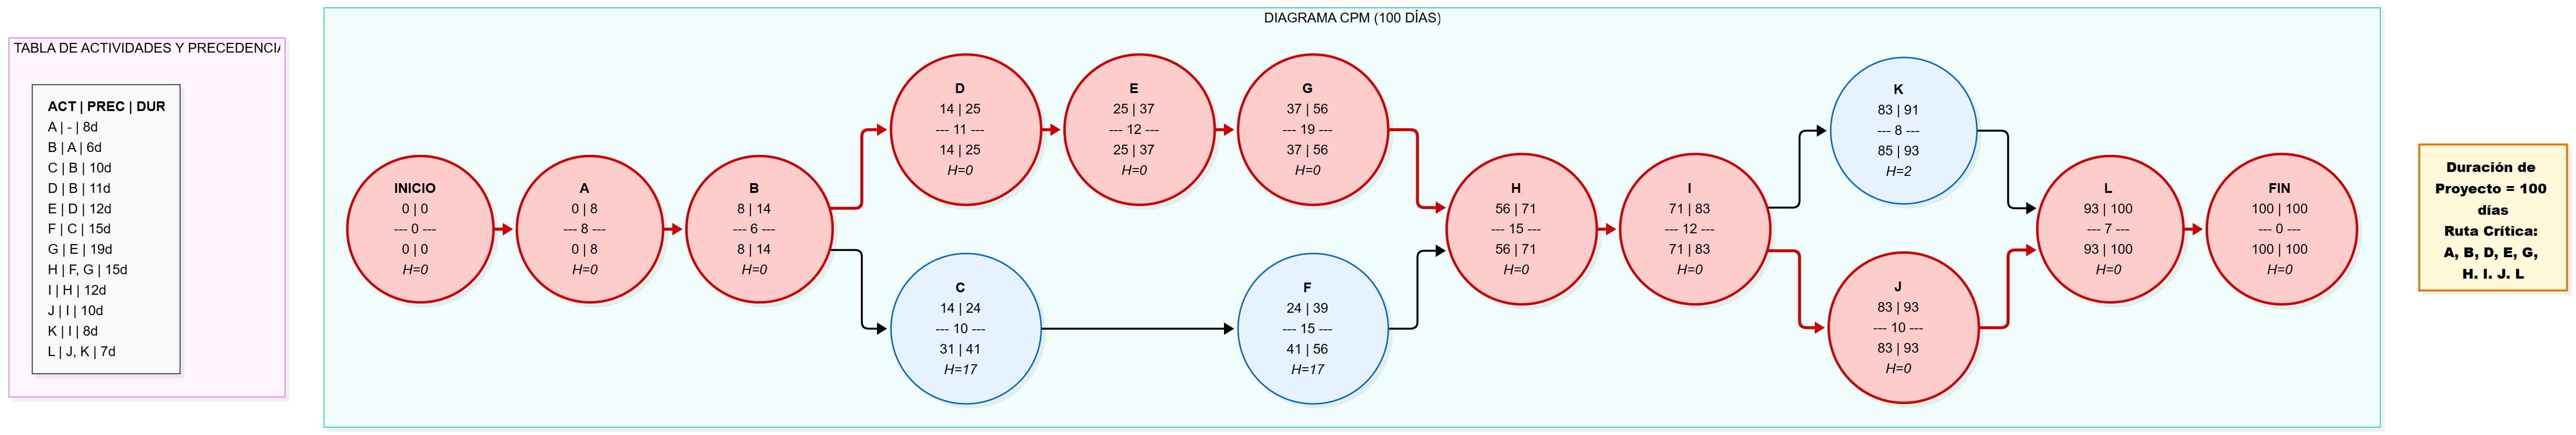 TABLA DE ACTIVIDADES Y PRECEDENCIA
ACT | PREC | DUR
A | - | 8d
B | A | 6d
C | B | 10d
D | B | 11d
E | D | 12d
F | C | 15d
G | E | 19d
H | F, G | 15d
I | H | 12d
J | I | 10d
K | I | 8d
L | J, K | 7d
DIAGRAMA CPM (100 DÍAS)
INICIO
0 | 0
--- 0 ---
0 | 0
H=0
A
0 | 8
--- 8 ---
0 | 8
H=0
B
8 | 14
--- 6 ---
8 | 14
H=0
D
14 | 25
--- 11 ---
14 | 25
H=0
E
25 | 37
--- 12 ---
25 | 37
H=0
G
37 | 56
--- 19 ---
37 | 56
H=0
C
14 | 24
--- 10 ---
31 | 41
H=17
F
24 | 39
--- 15 ---
41 | 56
H=17
H
56 | 71
--- 15 ---
56 | 71
H=0
I
71 | 83
--- 12 ---
71 | 83
H=0
K
83 | 91
--- 8 ---
85 | 93
H=2
J
83 | 93
--- 10 ---
83 | 93
H=0
L
93 | 100
--- 7 ---
93 | 100
H=0
FIN
100 | 100
--- 0 ---
100 | 100
H=0
Duración de
Proyecto = 100
días
Ruta Crítica:
A, B, D, E, G,
H, I, J, L